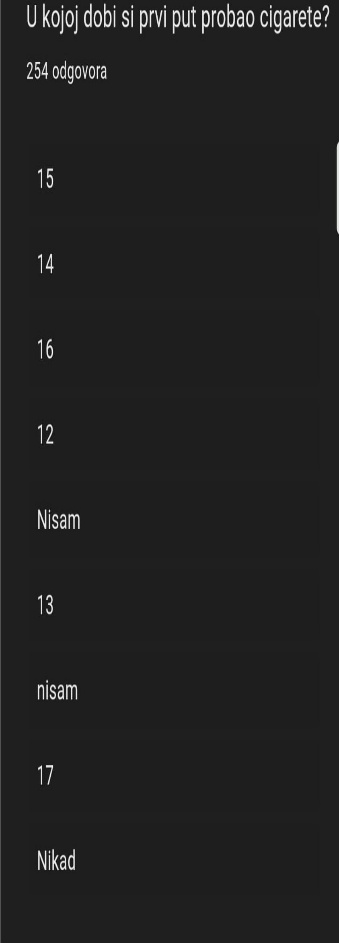 U kojoj dobi si prvi put probao cigarete?
254 odgovora
15
14
16
12
Nisam
13
nisam
17
Nikad